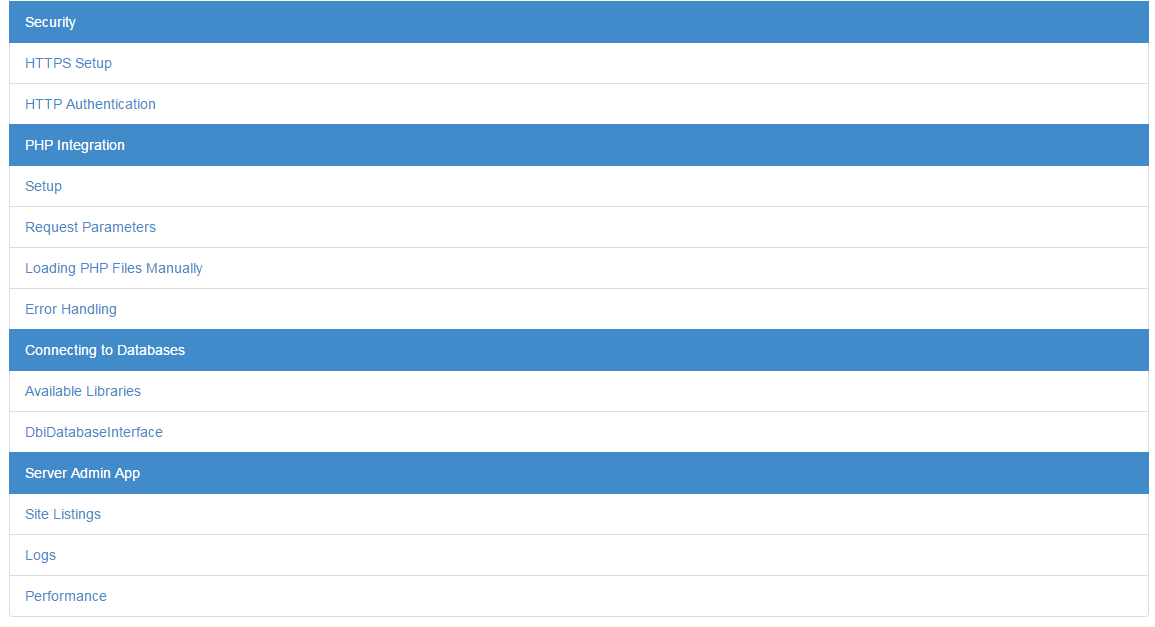 Security
HTTPS Setup
HTTP Authentication
PHP Integration
Setup
Request Parameters
Loading PHP Files Manually
Error Handling
Connecting to Databases
Available Libraries
DbiDatabaseInterface
Server Admin App
Site Listings
Logs
Performance